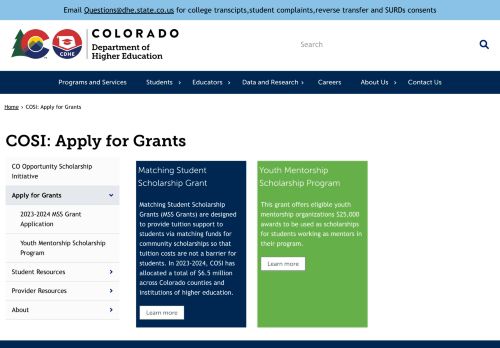 Email Questions@dhe.state.co.us for college transcipts,student complaints,reverse transfer and SURDs consents
CO
CDHE
COLORADO
Department of
Higher Education
Search
Programs and Services
Students
Educators
Data and Research
Careers
About Us
Contact Us
Home > COSI: Apply for Grants
COSI: Apply for Grants
CO Opportunity Scholarship
Initiative
Apply for Grants
2023-2024 MSS Grant
Application
Youth Mentorship Scholarship
Program
Student Resources
Provider Resources
About
Matching Student
Scholarship Grant
Matching Student Scholarship
Grants (MSS Grants) are designed
to provide tuition support to
students via matching funds for
community scholarships so that
tuition costs are not a barrier for
students. In 2023-2024, COSI has
allocated a total of $6.5 million
across Colorado counties and
institutions of higher education.
Learn more
Youth Mentorship
Scholarship Program
This grant offers eligible youth
mentorship organizations $25,000
awards to be used as scholarships
for students working as mentors in
their program.
Learn more